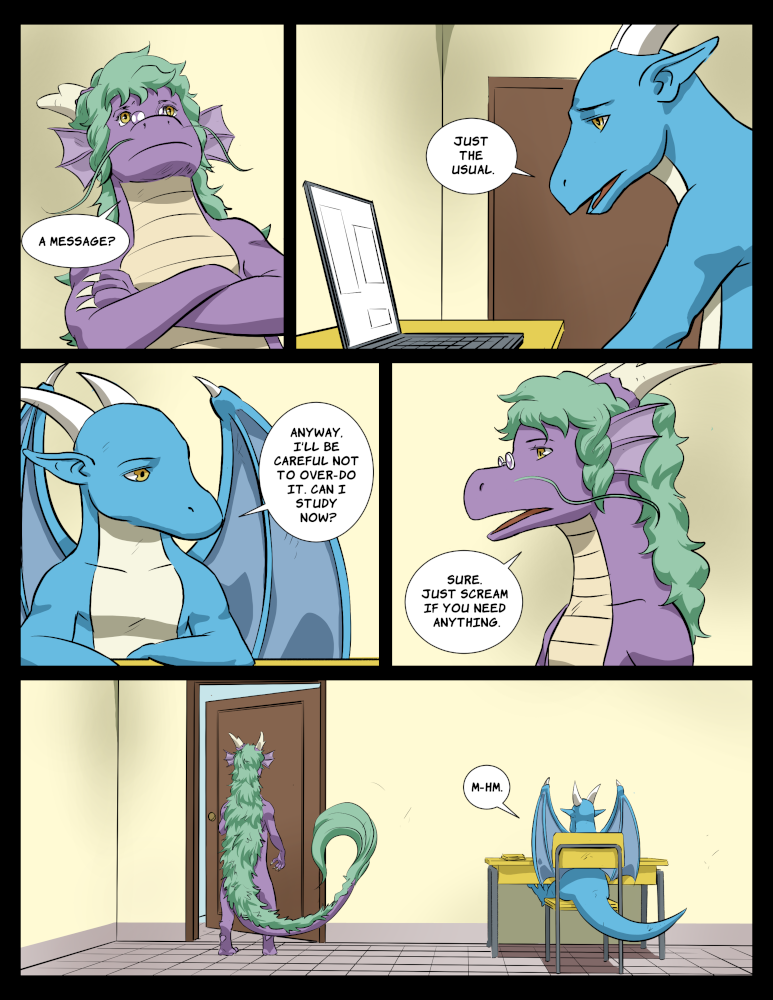 A MESSAGE?
JUST
THE
USUAL.
ANYWAY.
I'LL BE
CAREFUL NOT
TO OVER-DO
IT. CAN I
STUDY
NOW?
SURE.
JUST SCREAM
IF YOU NEED
ANYTHING.
M-HM.